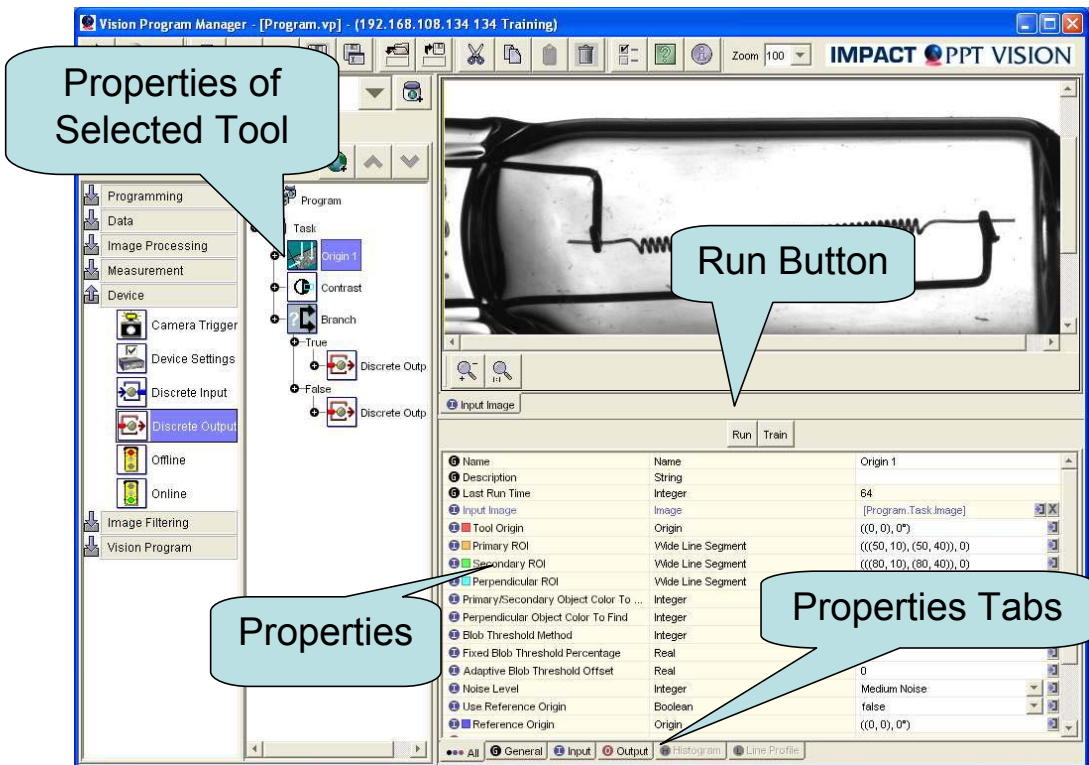 Vision Program Manager - [Program.vp] - (192.168.108.134 134 Training)
Zoom 100
IMPACT PPT VISION
Properties of
Selected Tool
Programming
Data
Image Processing
Measurement
Device
Camera Trigger
Device Settings
Discrete Input
Discrete Output
Offline
Online
Image Filtering
Vision Program
Program
Task
Origin 1
Contrast
Branch
True
Discrete Outp
False
Discrete Outp
Run Button
1:1
Input Image
Run Train
Name Name Origin 1
Description String
Last Run Time Integer 64
Input Image Image [Program.Task.Image]
Tool Origin Origin ((0, 0), 0°)
Primary ROI Wide Line Segment (((50, 10), (50, 40)), 0)
Secondary ROI Wide Line Segment (((80, 10), (80, 40)), 0)
Perpendicular ROI Wide Line Segment
Primary/Secondary Object Color To ... Integer
Perpendicular Object Color To Find Integer
Blob Threshold Method Integer
Fixed Blob Threshold Percentage Real
Adaptive Blob Threshold Offset Real 0
Noise Level Integer Medium Noise
Use Reference Origin Boolean false
Reference Origin Origin ((0, 0), 0°)
Properties
Properties Tabs
All General Input Output Histogram Line Profile